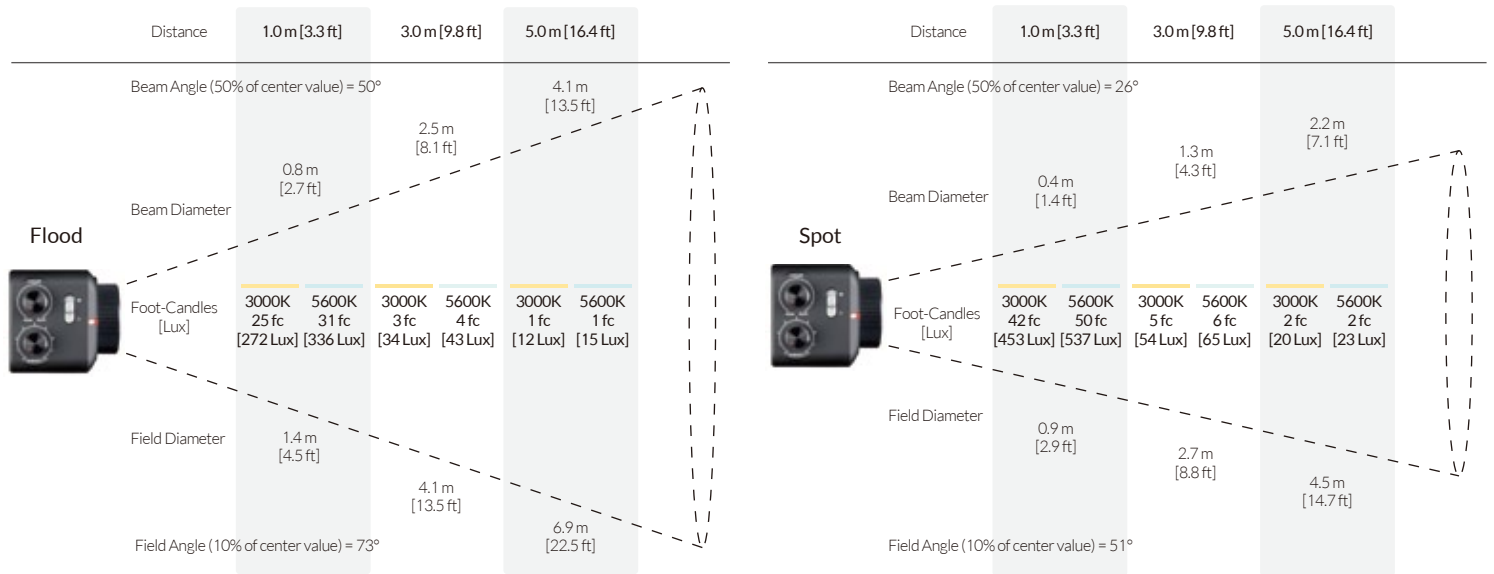 Distance 1.0 m [3.3 ft] 3.0 m [9.8 ft] 5.0 m [16.4 ft]
Beam Angle (50% of center value) = 50°
4.1 m
[13.5 ft]
2.5 m
[8.1 ft]
0.8 m
[2.7 ft]
Beam Diameter
Flood
Foot-Candles
[Lux]
3000K 5600K 3000K 5600K 3000K 5600K
25 fc 31 fc 3 fc 4 fc 1 fc 1 fc
[272 Lux] [336 Lux] [34 Lux] [43 Lux] [12 Lux] [15 Lux]
Field Diameter
1.4 m
[4.5 ft]
4.1 m
[13.5 ft]
6.9 m
[22.5 ft]
Field Angle (10% of center value) = 73°
Distance 1.0 m [3.3 ft] 3.0 m [9.8 ft] 5.0 m [16.4 ft]
Beam Angle (50% of center value) = 26°
2.2 m
[7.1 ft]
1.3 m
[4.3 ft]
0.4 m
[1.4 ft]
Beam Diameter
Spot
Foot-Candles
[Lux]
3000K 5600K 3000K 5600K 3000K 5600K
42 fc 50 fc 5 fc 6 fc 2 fc 2 fc
[453 Lux] [537 Lux] [54 Lux] [65 Lux] [20 Lux] [23 Lux]
Field Diameter
0.9 m
[2.9 ft]
2.7 m
[8.8 ft]
4.5 m
[14.7 ft]
Field Angle (10% of center value) = 51°